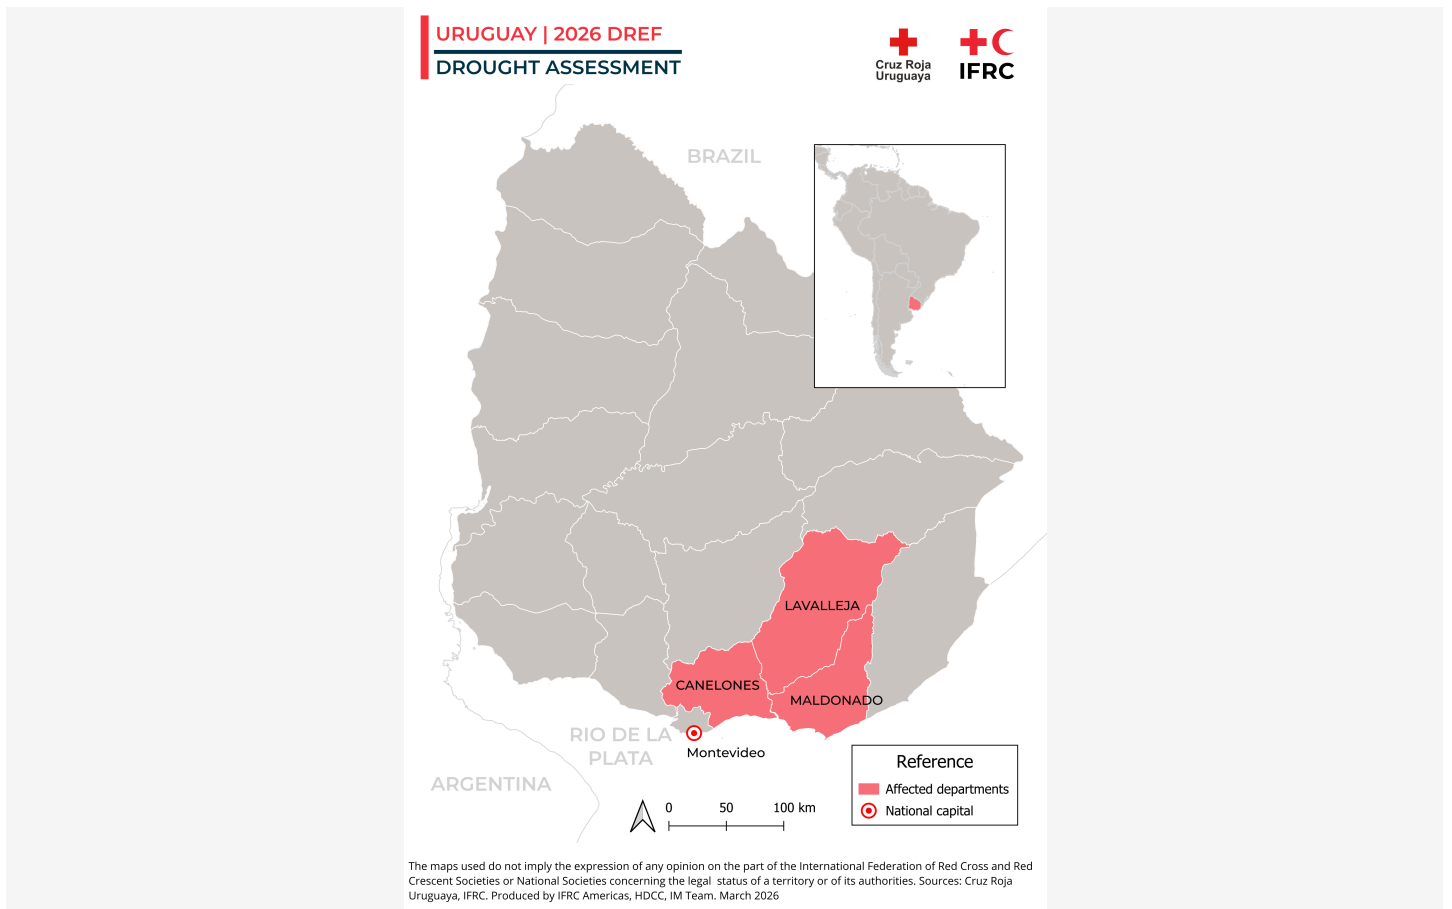 URUGUAY | 2026 DREF
DROUGHT ASSESSMENT
Cruz Roja
Uruguaya
IFRC
BRAZIL
LAVALLEJA
CANELONES
MALDONADO
RIO DE LA
PLATA
Montevideo
ARGENTINA
Reference
Affected departments
National capital
0 50 100 km
The maps used do not imply the expression of any opinion on the part of the International Federation of Red Cross and Red
Crescent Societies or National Societies concerning the legal status of a territory or of its authorities. Sources: Cruz Roja
Uruguaya, IFRC. Produced by IFRC Americas, HDCC, IM Team. March 2026